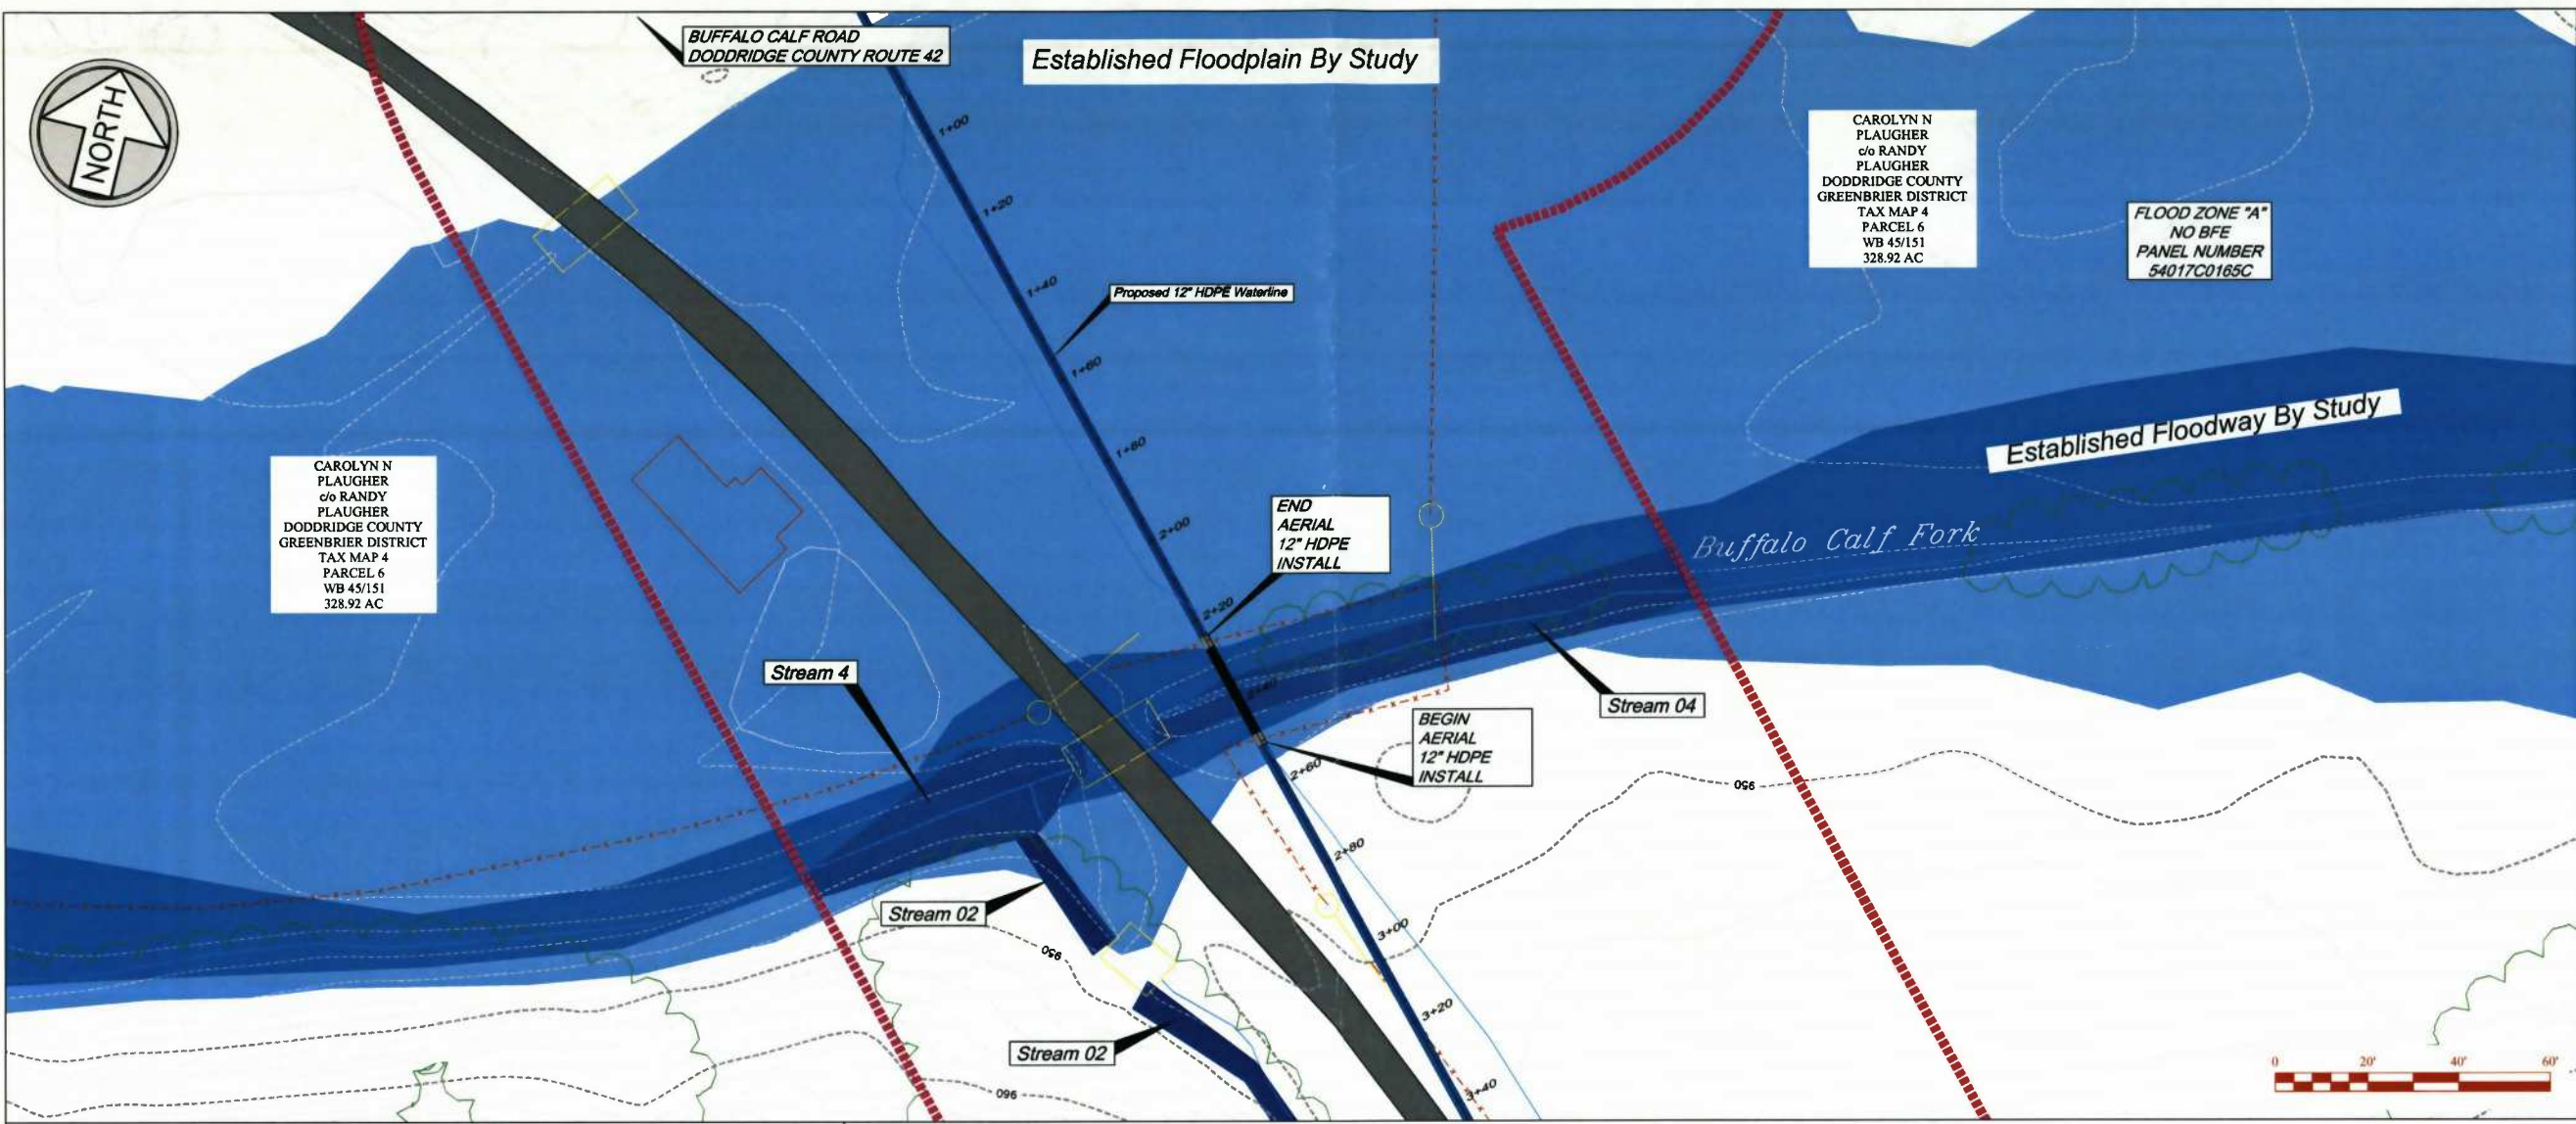 BUFFALO CALF ROAD
DODDRIDGE COUNTY ROUTE 42
Established Floodplain By Study
NORTH
1+00
1+20
1+40
Proposed 12" HDPE Waterline
1+60
1+80
2+00
2+20
2+40
2+60
2+80
3+00
3+20
3+40
CAROLYN N
PLAUGHER
c/o RANDY
PLAUGHER
DODDRIDGE COUNTY
GREENBRIER DISTRICT
TAX MAP 4
PARCEL 6
WB 45/151
328.92 AC
FLOOD ZONE "A"
NO BFE
PANEL NUMBER
54017C0165C
Established Floodway By Study
CAROLYN N
PLAUGHER
c/o RANDY
PLAUGHER
DODDRIDGE COUNTY
GREENBRIER DISTRICT
TAX MAP 4
PARCEL 6
WB 45/151
328.92 AC
END
AERIAL
12" HDPE
INSTALL
Buffalo Calf Fork
Stream 4
Stream 04
BEGIN
AERIAL
12" HDPE
INSTALL
950
Stream 02
950
Stream 02
960
0 20' 40' 60'